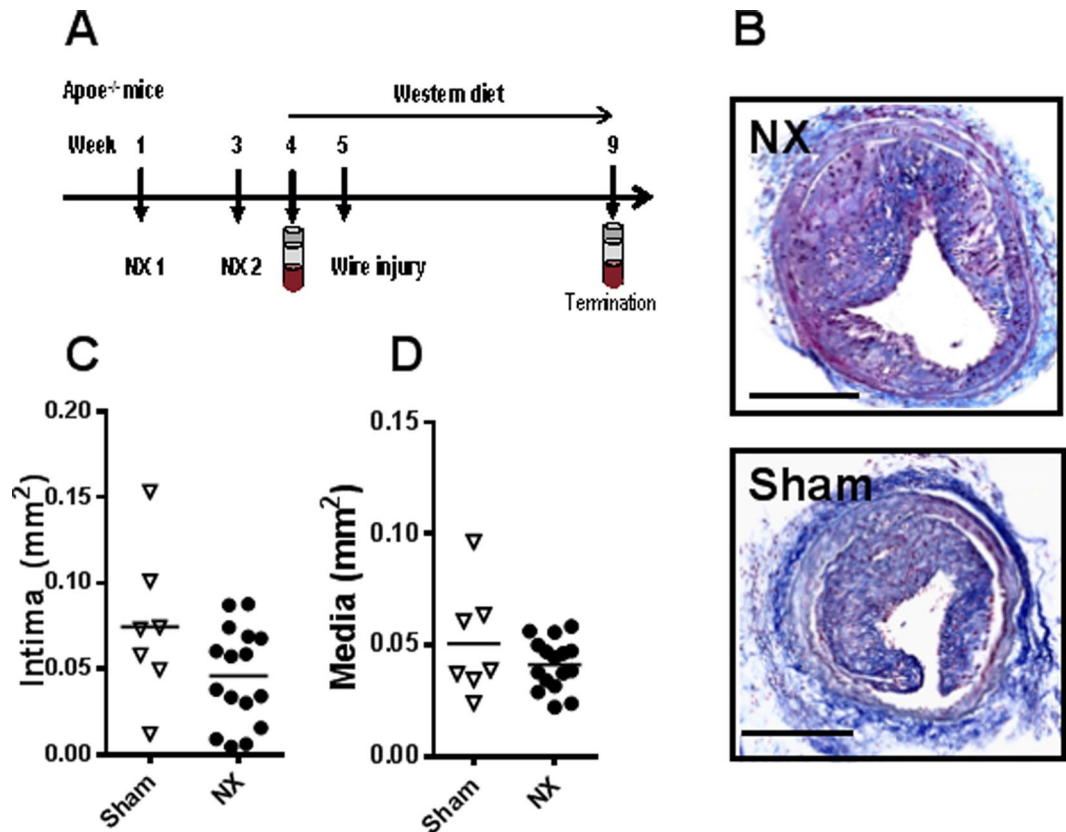 A
Apoe⁻/⁻ mice
Western diet
Week 1 3 4 5 9
NX 1 NX 2 Wire injury
Termination
B
NX
Sham
C
Intima (mm²)
0.20
0.15
0.10
0.05
0.00
Sham NX
D
Media (mm²)
0.15
0.10
0.05
0.00
Sham NX